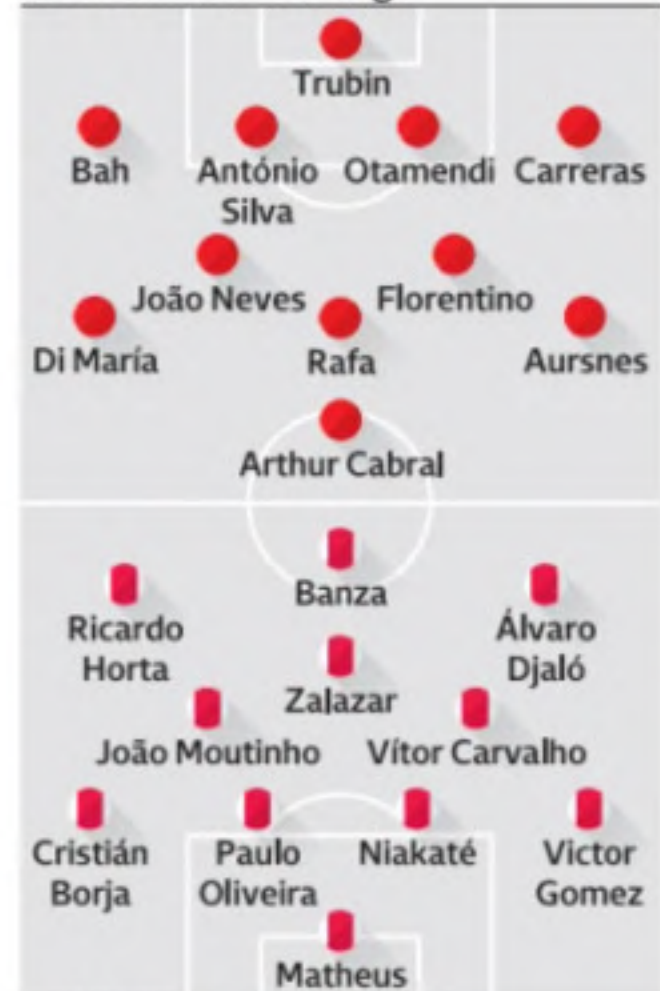 Trubin
Bah
António
Silva
Otamendi
Carreras
João Neves
Florentino
Di María
Rafa
Aursnes
Arthur Cabral
Banza
Ricardo
Horta
Álvaro
Djaló
Zalazar
João Moutinho
Vítor Carvalho
Cristián
Borja
Paulo
Oliveira
Niakaté
Victor
Gomez
Matheus